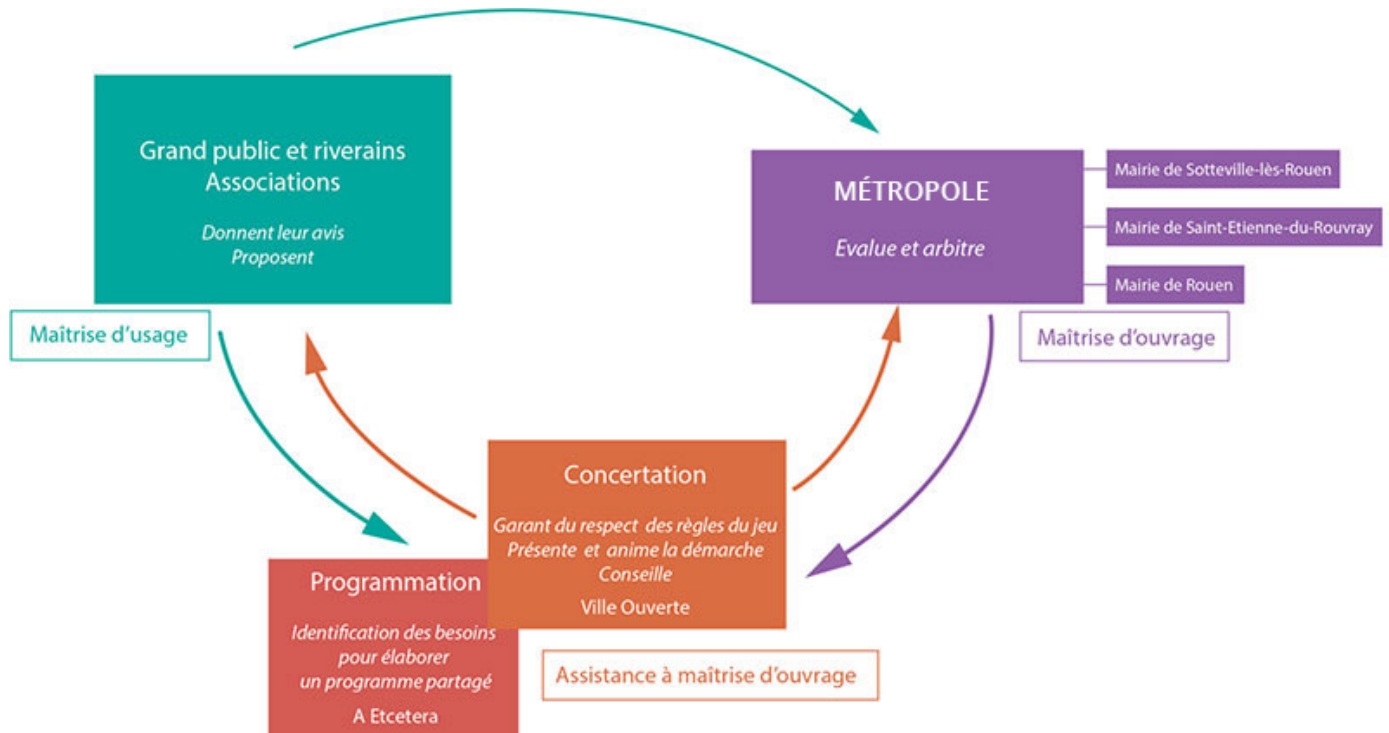 Grand public et riverains
Associations
Donnent leur avis
Proposent
Maîtrise d'usage
MÉTROPOLE
Evalue et arbitre
Mairie de Sotteville-lès-Rouen
Mairie de Saint-Etienne-du-Rouvray
Mairie de Rouen
Maîtrise d'ouvrage
Concertation
Garant du respect des règles du jeu
Présente et anime la démarche
Conseille
Ville Ouverte
Programmation
Identification des besoins
pour élaborer
un programme partagé
A Etcetera
Assistance à maîtrise d'ouvrage